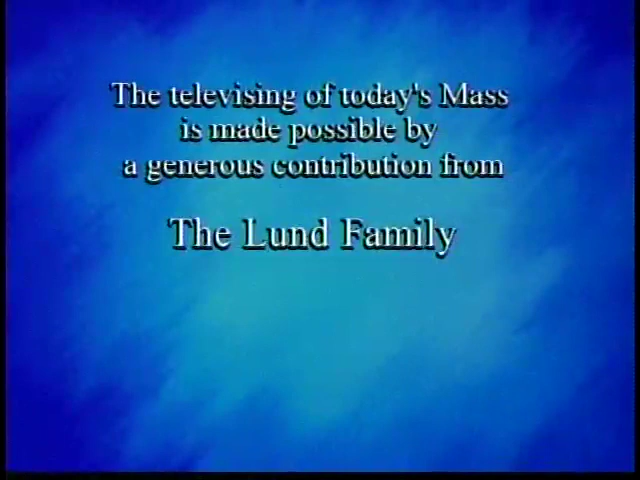 The televising of today's Mass
is made possible by
a generous contribution from
The Lund Family